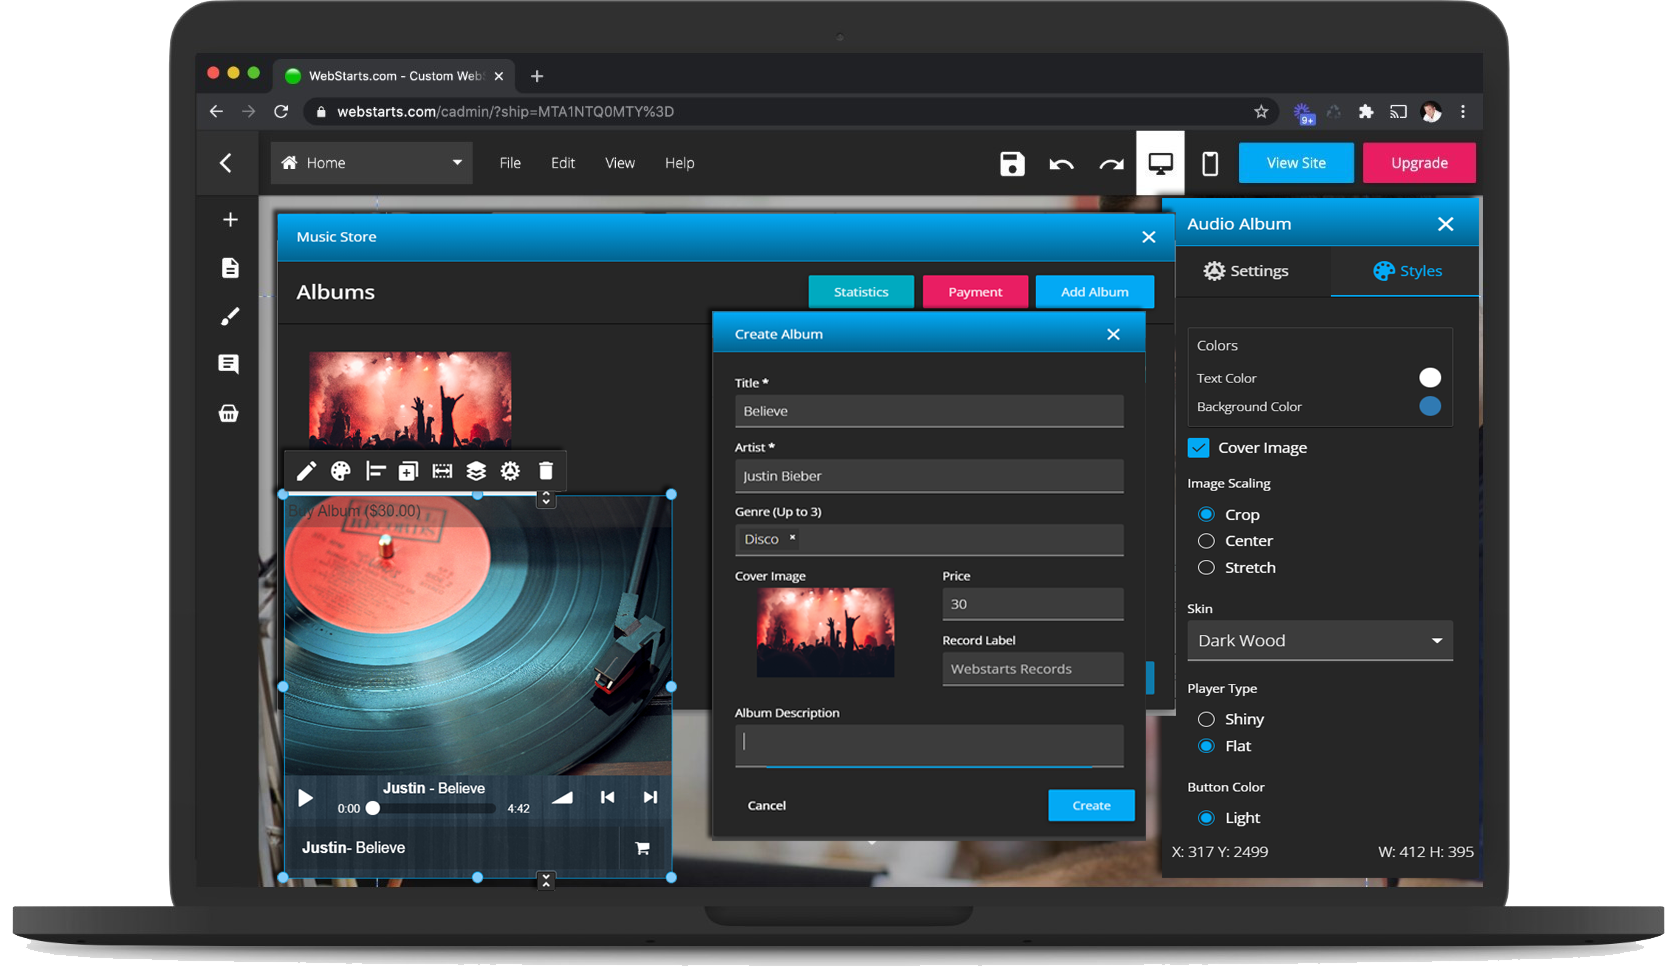 WebStarts.com - Custom Web
webstarts.com/cadmin/?ship=MTA1NTQ0MTY%3D
9+
Home
File
Edit
View
Help
View Site
Upgrade
Music Store
Albums
Statistics
Payment
Add Album
Buy Album ($30.00)
Justin - Believe
0:00
4:42
Justin- Believe
Create Album
Title *
Believe
Artist *
Justin Bieber
Genre (Up to 3)
Disco ×
Cover Image
Price
30
Record Label
Webstarts Records
Album Description
Cancel
Create
Audio Album
Settings
Styles
Colors
Text Color
Background Color
Cover Image
Image Scaling
Crop
Center
Stretch
Skin
Dark Wood
Player Type
Shiny
Flat
Button Color
Light
X: 317 Y: 2499
W: 412 H: 395